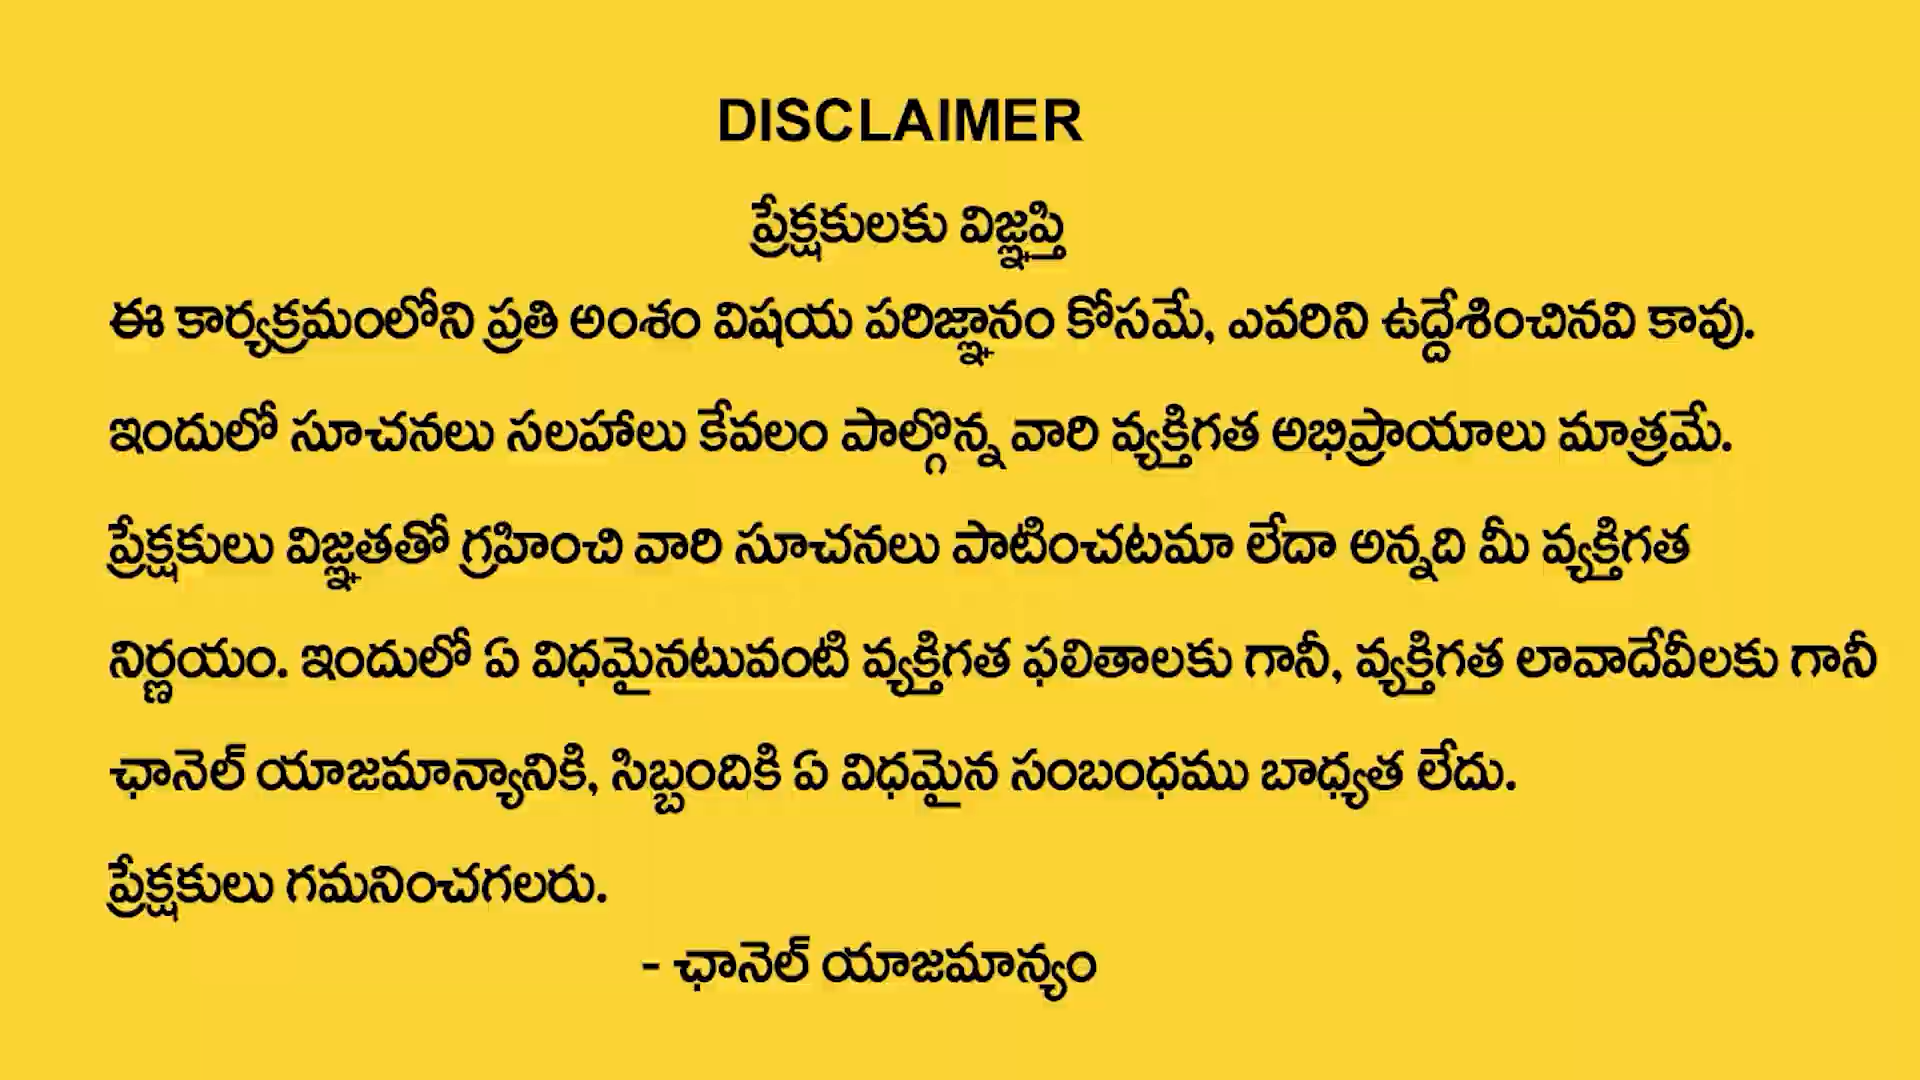 DISCLAIMER
ప్రేక్షకులకు విజ్ఞప్తి
ఈ కార్యక్రమంలోని ప్రతి అంశం విషయ పరిజ్ఞానం కోసమే, ఎవరిని ఉద్దేశించినవి కావు.
ఇందులో సూచనలు సలహాలు కేవలం పాల్గొన్న వారి వ్యక్తిగత అభిప్రాయాలు మాత్రమే.
ప్రేక్షకులు విజ్ఞతతో గ్రహించి వారి సూచనలు పాటించటమా లేదా అన్నది మీ వ్యక్తిగత
నిర్ణయం. ఇందులో ఏ విధమైనటువంటి వ్యక్తిగత ఫలితాలకు గానీ, వ్యక్తిగత లావాదేవీలకు గానీ
ఛానెల్ యాజమాన్యానికి, సిబ్బందికి ఏ విధమైన సంబంధము బాధ్యత లేదు.
ప్రేక్షకులు గమనించగలరు.
- ఛానెల్ యాజమాన్యం